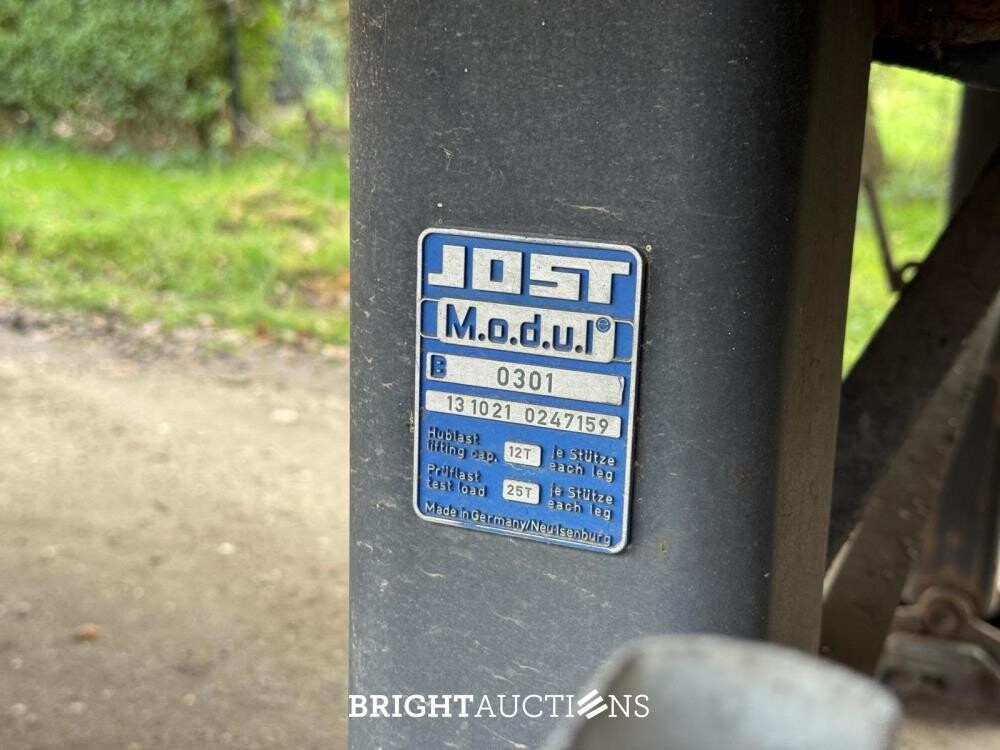 JOST
M.o.d.u.l®
B 0301
13 1021 0247159
Hublast je Stütze
lifting cap. 12T each leg
Prüflast je Stütze
test load 25T each leg
Made in Germany/Neu-Isenburg
BRIGHTAUCTIONS